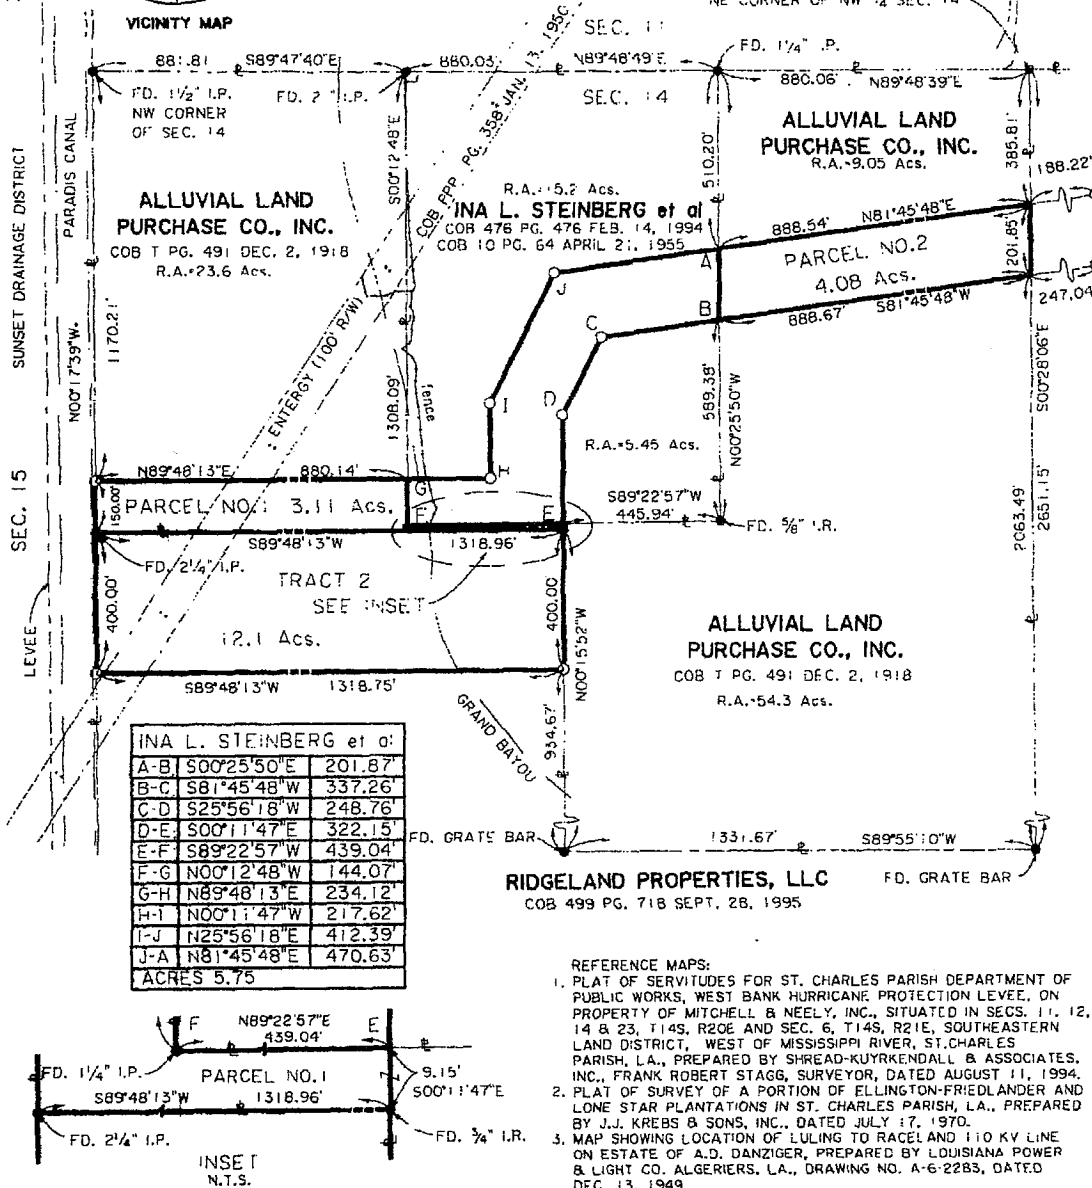 VICINITY MAP
NE CORNER OF NW ¼ SEC. 14
SEC. 11
SEC. 14
881.81
S89°47'40"E
880.03'
N89°48'49"E
FD. 1¼" I.P.
880.06'
N89°48'39"E
FD. 1½" I.P.
NW CORNER
OF SEC. 14
FD. 2" I.P.
SUNSET DRAINAGE DISTRICT
PARADIS CANAL
SEC. 15
LEVEE
N00°17'39"W.
1170.21'
ALLUVIAL LAND
PURCHASE CO., INC.
COB T PG. 491 DEC. 2, 1918
R.A.=23.6 Acs.
S00°12'48"E
1308.09'
fence
COB PPP, PG. 358 JAN. 13, 1950
ENTERGY (100' R/W)
R.A.=15.2 Acs.
INA L. STEINBERG et al
COB 476 PG. 476 FEB. 14, 1994
COB 10 PG. 64 APRIL 21, 1955
510.20'
ALLUVIAL LAND
PURCHASE CO., INC.
R.A.=9.05 Acs.
385.81'
188.22'
888.54'
N81°45'48"E
PARCEL NO.2
4.08 Acs.
201.85'
888.67'
S81°45'48"W
247.04'
A
B
C
D
J
I
H
G
F
E
589.38'
N00°25'50"W
R.A.=5.45 Acs.
S89°22'57"W
445.94'
FD. ⅝" I.R.
S00°28'06"E
2063.49'
2651.15'
N89°48'13"E
880.14'
150.00'
PARCEL NO.1 3.11 Acs.
S89°48'13"W
1318.96'
FD. 2¼" I.P.
TRACT 2
SEE INSET
12.1 Acs.
400.00'
400.00
N00°15'52"W
S89°48'13"W
1318.75'
934.67'
GRAND BAYOU
ALLUVIAL LAND
PURCHASE CO., INC.
COB T PG. 491 DEC. 2, 1918
R.A.=54.3 Acs.
FD. GRATE BAR
1331.67'
S89°55'10"W
FD. GRATE BAR
RIDGELAND PROPERTIES, LLC
COB 499 PG. 718 SEPT. 28, 1995
INA L. STEINBERG et al
A-B S00°25'50"E 201.87'
B-C S81°45'48"W 337.26'
C-D S25°56'18"W 248.76'
D-E S00°11'47"E 322.15'
E-F S89°22'57"W 439.04'
F-G N00°12'48"W 144.07'
G-H N89°48'13"E 234.12'
H-I N00°11'47"W 217.62'
I-J N25°56'18"E 412.39'
J-A N81°45'48"E 470.63'
ACRES 5.75
F
N89°22'57"E
439.04'
E
FD. 1¼" I.P.
PARCEL NO.1
9.15'
S00°11'47"E
S89°48'13"W
1318.96'
FD. 2¼" I.P.
FD. ¾" I.R.
INSET
N.T.S.
REFERENCE MAPS:
1. PLAT OF SERVITUDES FOR ST. CHARLES PARISH DEPARTMENT OF
PUBLIC WORKS, WEST BANK HURRICANE PROTECTION LEVEE, ON
PROPERTY OF MITCHELL & NEELY, INC., SITUATED IN SECS. 11, 12,
14 & 23, T14S, R20E AND SEC. 6, T14S, R21E, SOUTHEASTERN
LAND DISTRICT, WEST OF MISSISSIPPI RIVER, ST.CHARLES
PARISH, LA., PREPARED BY SHREAD-KUYRKENDALL & ASSOCIATES,
INC., FRANK ROBERT STAGG, SURVEYOR, DATED AUGUST 11, 1994.
2. PLAT OF SURVEY OF A PORTION OF ELLINGTON-FRIEDLANDER AND
LONE STAR PLANTATIONS IN ST. CHARLES PARISH, LA., PREPARED
BY J.J. KREBS & SONS, INC., DATED JULY 17, 1970.
3. MAP SHOWING LOCATION OF LULING TO RACELAND 110 KV LINE
ON ESTATE OF A.D. DANZIGER, PREPARED BY LOUISIANA POWER
& LIGHT CO. ALGERIERS, LA., DRAWING NO. A-6-2283, DATED
DEC. 13, 1949